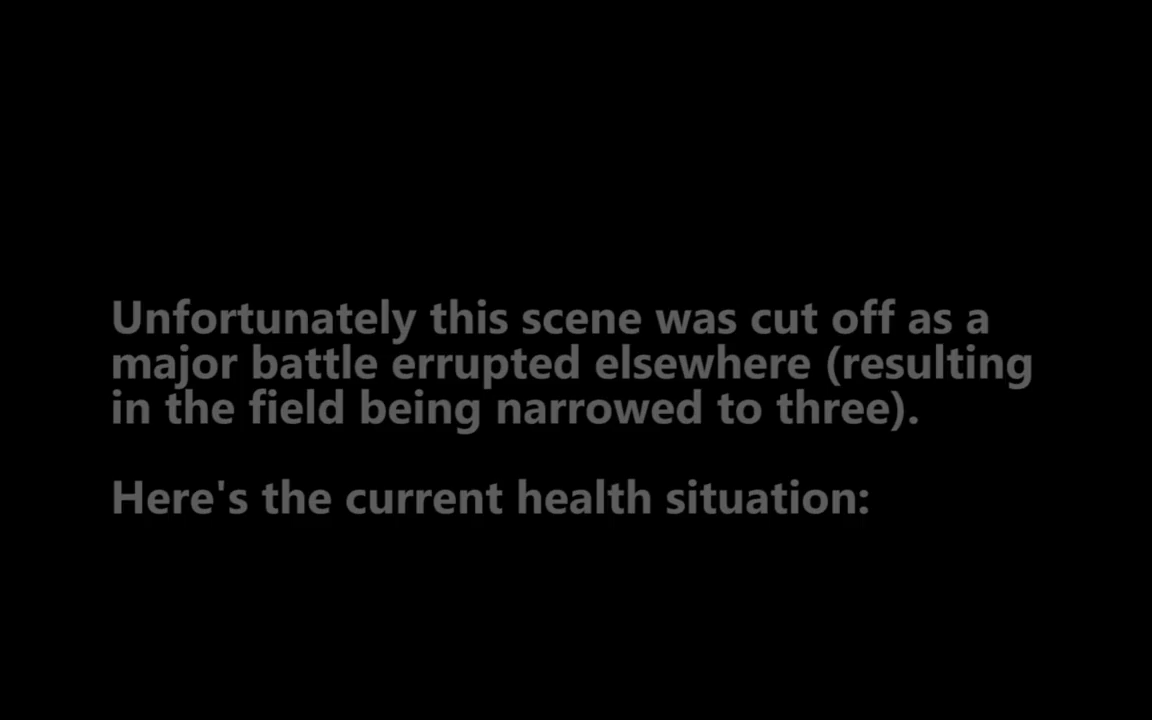 Unfortunately this scene was cut off as a
major battle errupted elsewhere (resulting
in the field being narrowed to three).
Here's the current health situation: